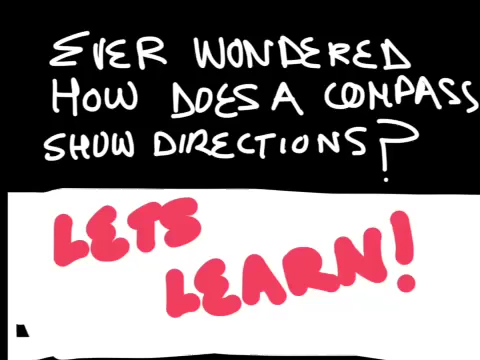 EVER WONDERED
HOW DOES A COMPASS
SHOW DIRECTIONS?
LETS
LEARN!